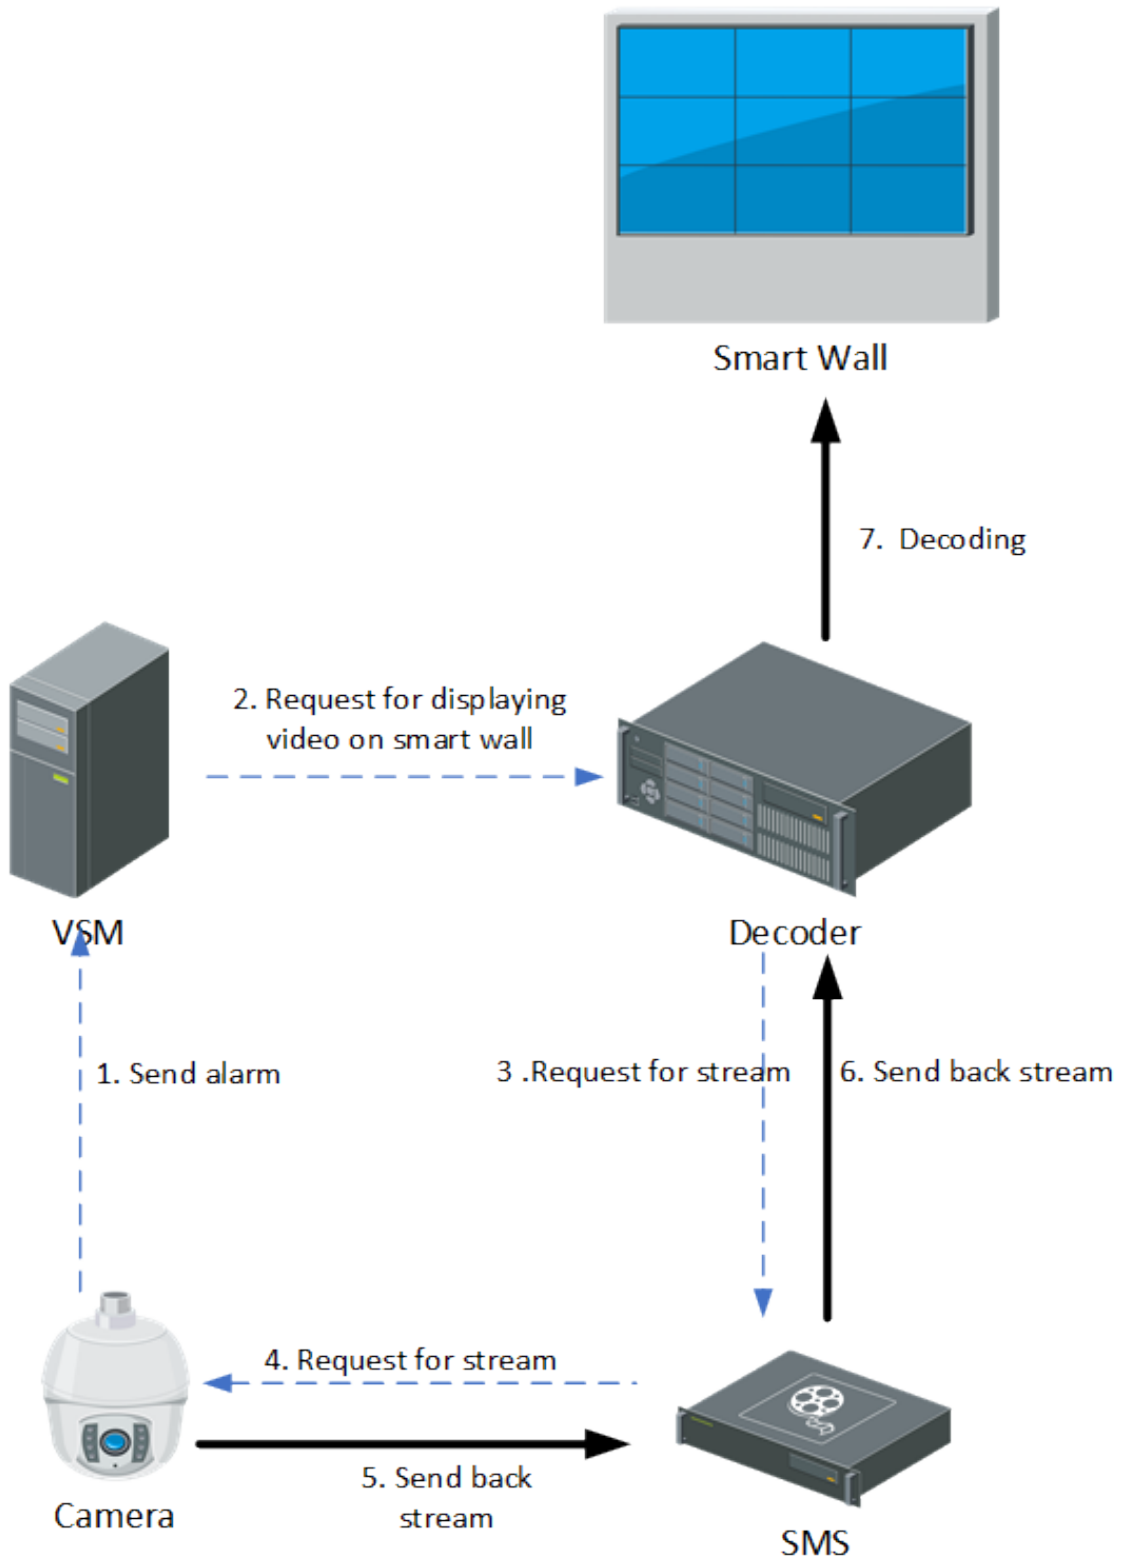 Smart Wall
7. Decoding
2. Request for displaying
video on smart wall
VSM
Decoder
1. Send alarm
3 .Request for stream
6. Send back stream
4. Request for stream
5. Send back
stream
Camera
SMS